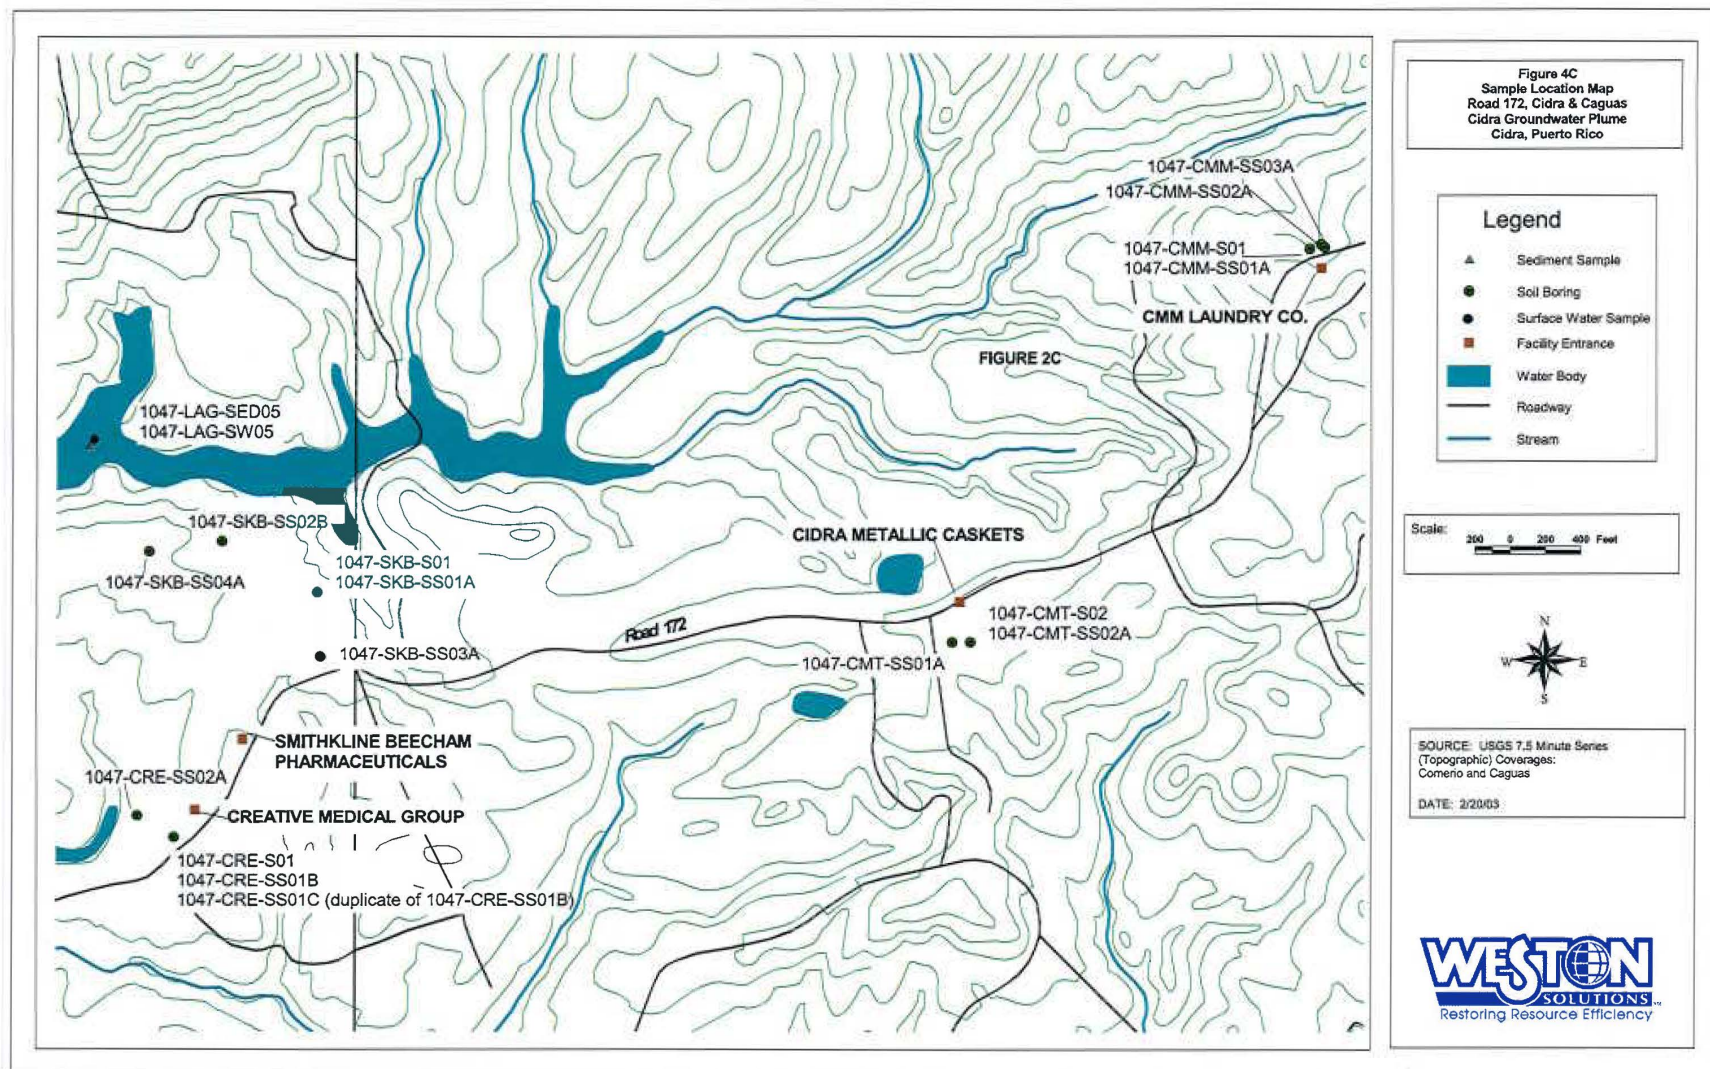 Figure 4C
Sample Location Map
Road 172, Cidra & Caguas
Cidra Groundwater Plume
Cidra, Puerto Rico
1047-CMM-SS03A
1047-CMM-SS02A
1047-CMM-S01
1047-CMM-SS01A
CMM LAUNDRY CO.
FIGURE 2C
1047-LAG-SED05
1047-LAG-SW05
1047-SKB-SS02B
1047-SKB-SS04A
1047-SKB-S01
1047-SKB-SS01A
1047-SKB-SS03A
CIDRA METALLIC CASKETS
Road 172
1047-CMT-S02
1047-CMT-SS02A
1047-CMT-SS01A
SMITHKLINE BEECHAM
PHARMACEUTICALS
1047-CRE-SS02A
CREATIVE MEDICAL GROUP
1047-CRE-S01
1047-CRE-SS01B
1047-CRE-SS01C (duplicate of 1047-CRE-SS01B)
Legend
Sediment Sample
Soil Boring
Surface Water Sample
Facility Entrance
Water Body
Roadway
Stream
Scale:
200 0 200 400 Feet
N
W E
S
SOURCE: USGS 7.5 Minute Series
(Topographic) Coverages:
Comerio and Caguas
DATE: 2/20/03
WESTON
SOLUTIONS
Restoring Resource Efficiency